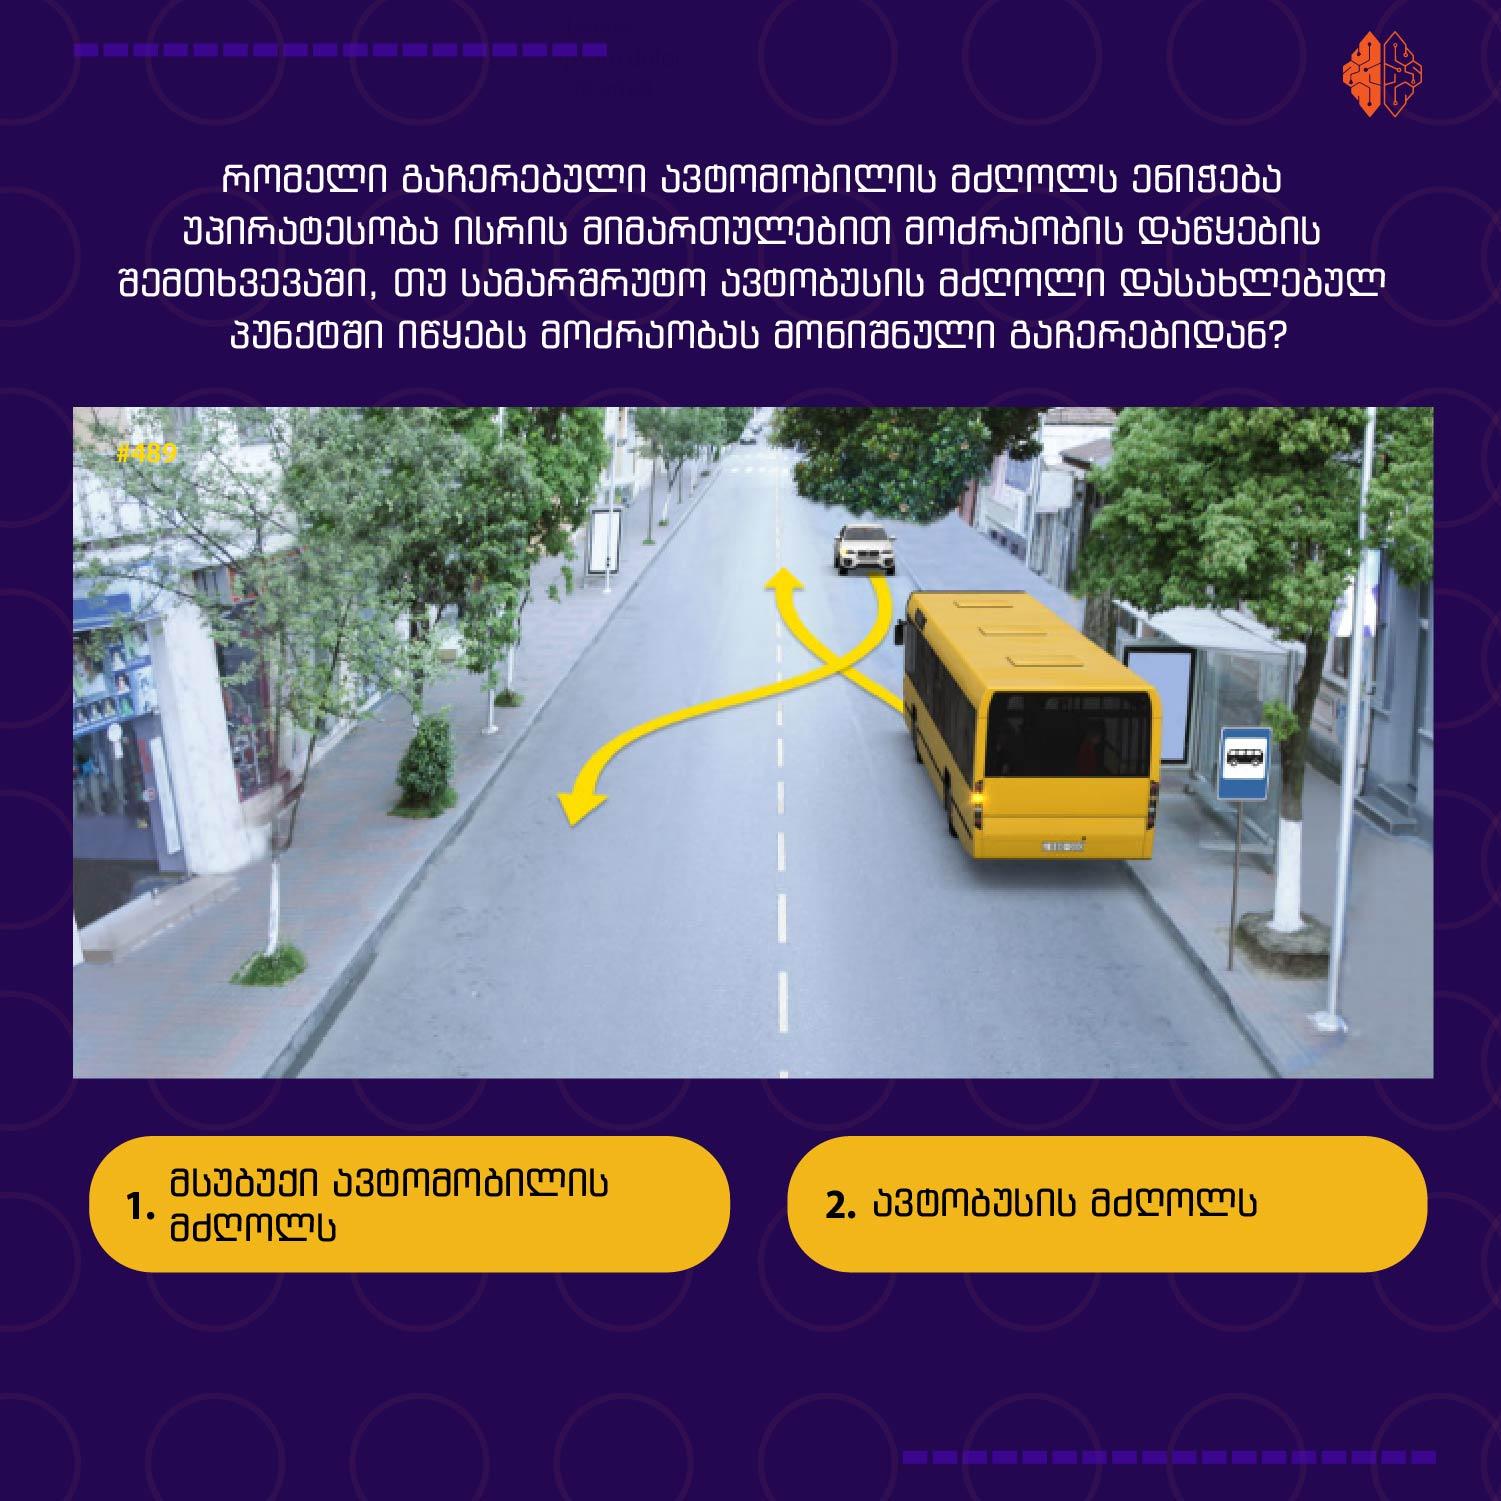 რომელი გაჩერებული ავტომობილის მძღოლს ენიჭება
უპირატესობა ისრის მიმართულებით მოძრაობის დაწყების
შემთხვევაში, თუ სამარშრუტო ავტობუსის მძღოლი დასახლებულ
პუნქტში იწყებს მოძრაობას მონიშნული გაჩერებიდან?
#489
1. მსუბუქი ავტომობილის
მძღოლს
2. ავტობუსის მძღოლს